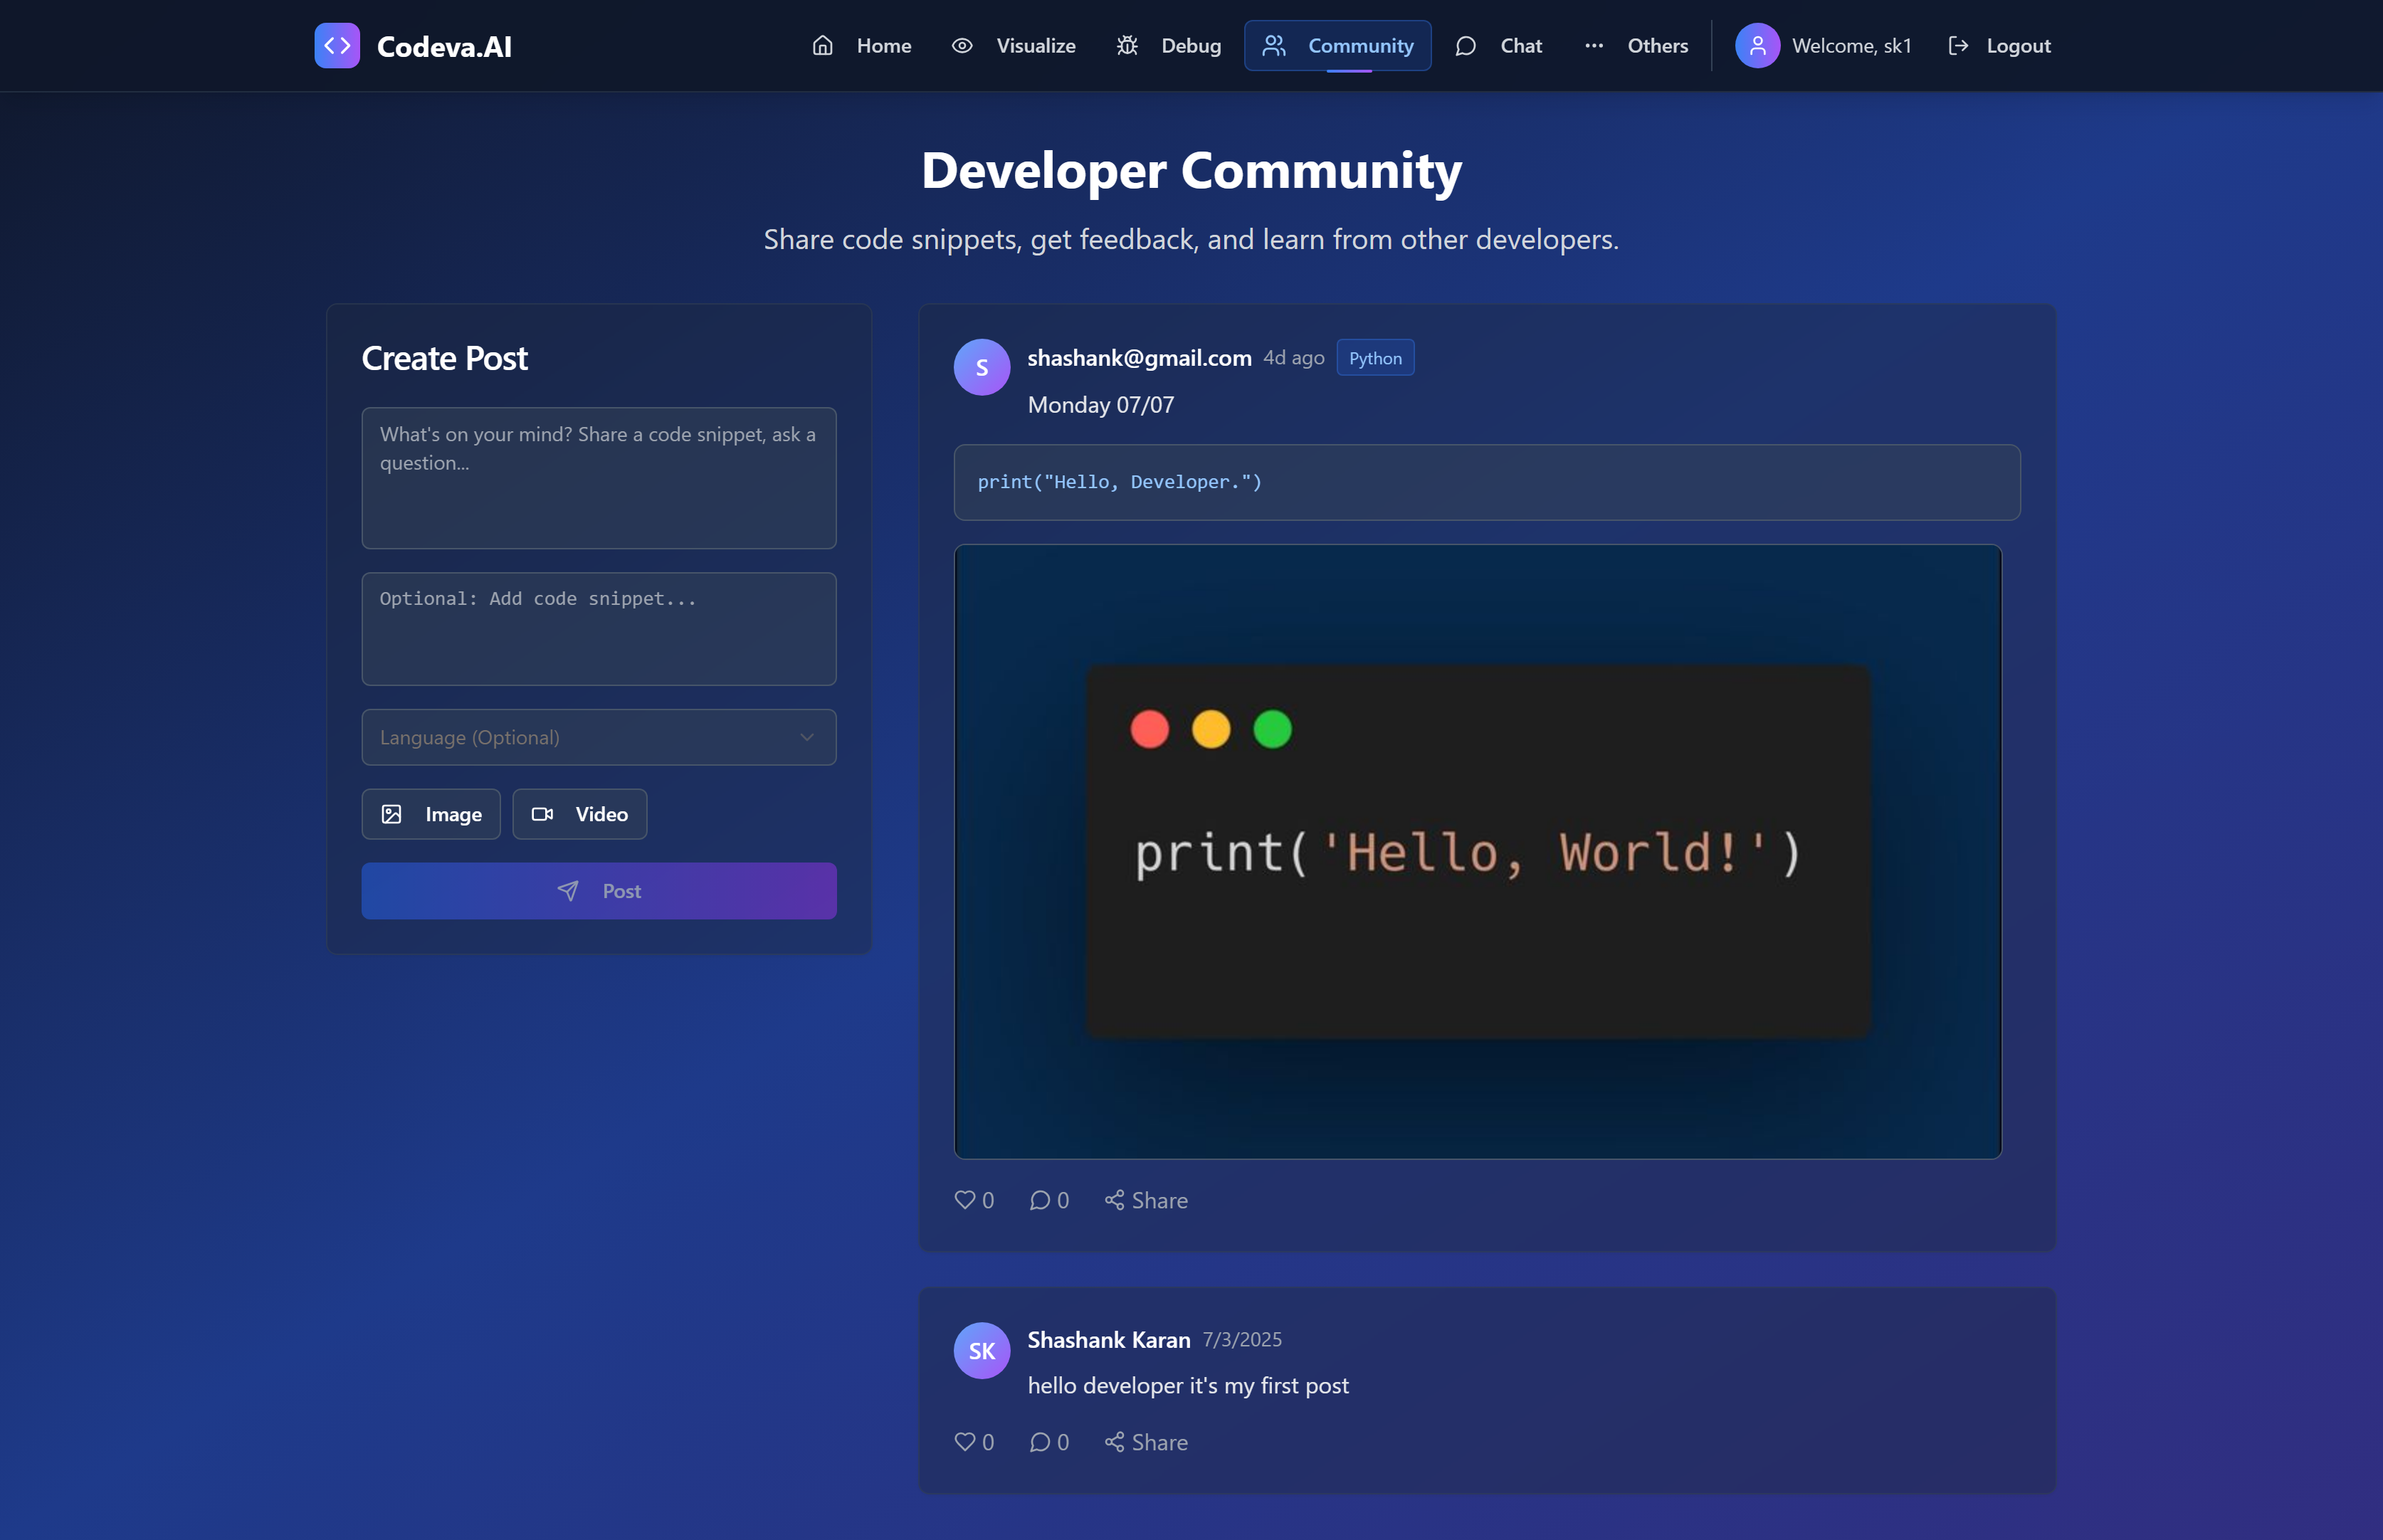 Codeva.AI
Home
Visualize
Debug
Community
Chat
Others
Welcome, sk1
Logout
Developer Community
Share code snippets, get feedback, and learn from other developers.
Create Post
What's on your mind? Share a code snippet, ask a
question...
Optional: Add code snippet...
Language (Optional)
Image
Video
Post
S
shashank@gmail.com 4d ago Python
Monday 07/07
print("Hello, Developer.")
print('Hello, World!')
0
0
Share
SK
Shashank Karan 7/3/2025
hello developer it's my first post
0
0
Share